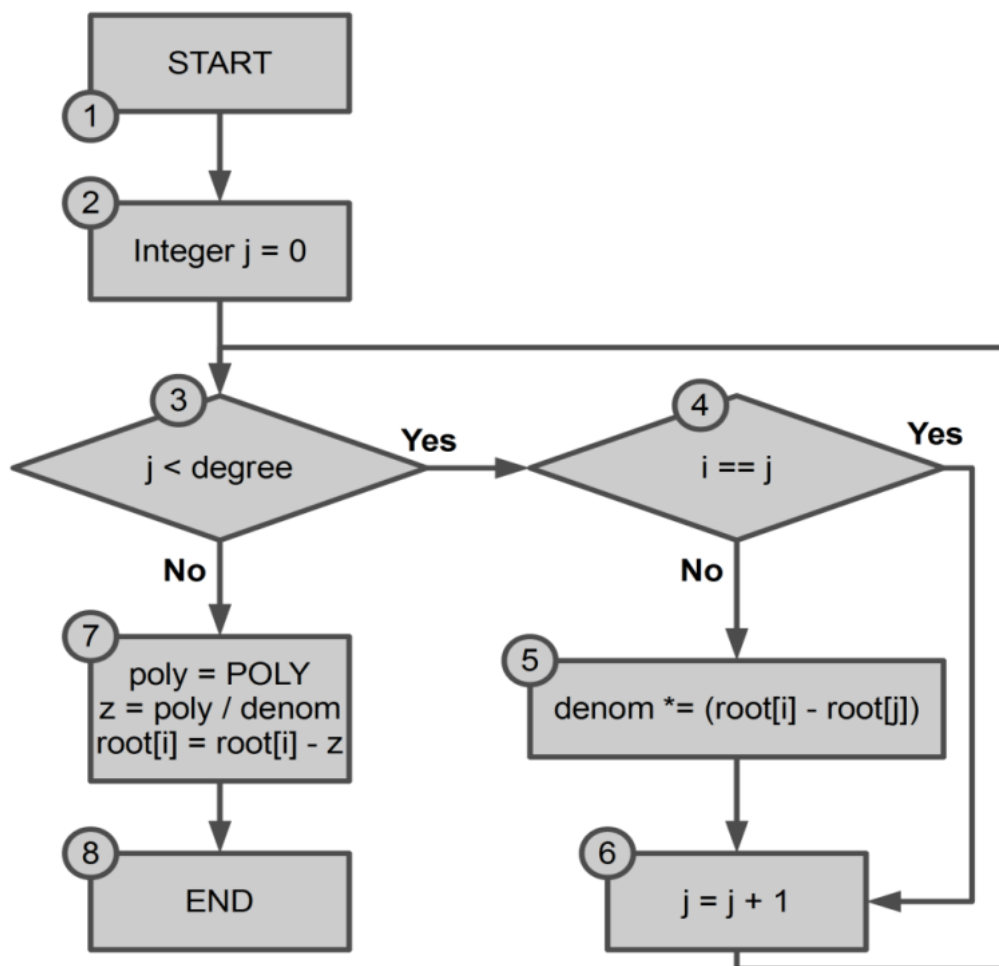 START
1
2
Integer j = 0
3
j < degree
Yes
4
i == j
Yes
No
No
7
poly = POLY
z = poly / denom
root[i] = root[i] - z
5
denom *= (root[i] - root[j])
8
END
6
j = j + 1